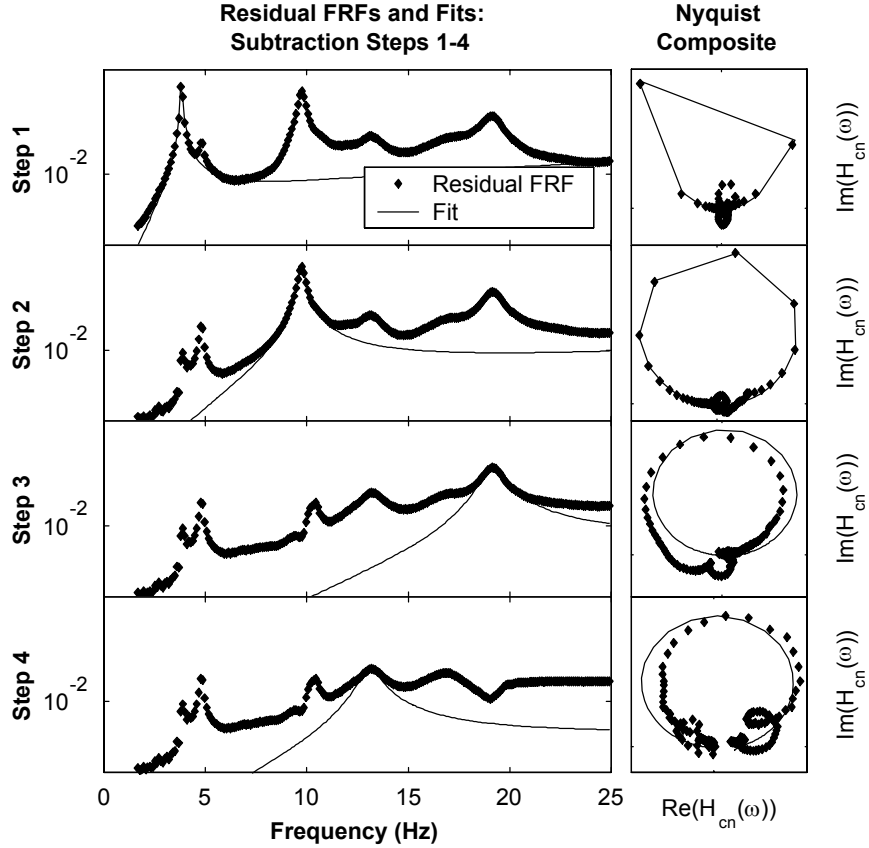 Residual FRFs and Fits:
Subtraction Steps 1-4
Nyquist
Composite
Step 1
10-2
Residual FRF
Fit
Im(Hcn(ω))
Step 2
10-2
Im(Hcn(ω))
Step 3
10-2
Im(Hcn(ω))
Step 4
10-2
Im(Hcn(ω))
0 5 10 15 20 25
Frequency (Hz)
Re(Hcn(ω))